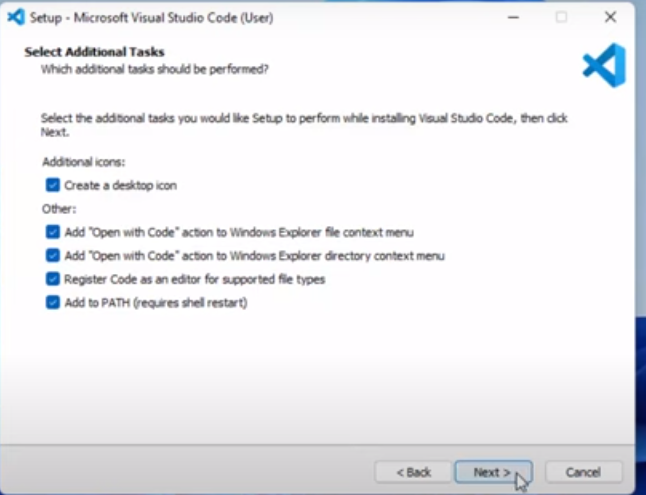 Setup - Microsoft Visual Studio Code (User)
Select Additional Tasks
Which additional tasks should be performed?
Select the additional tasks you would like Setup to perform while installing Visual Studio Code, then click
Next.
Additional icons:
Create a desktop icon
Other:
Add "Open with Code" action to Windows Explorer file context menu
Add "Open with Code" action to Windows Explorer directory context menu
Register Code as an editor for supported file types
Add to PATH (requires shell restart)
< Back Next > Cancel